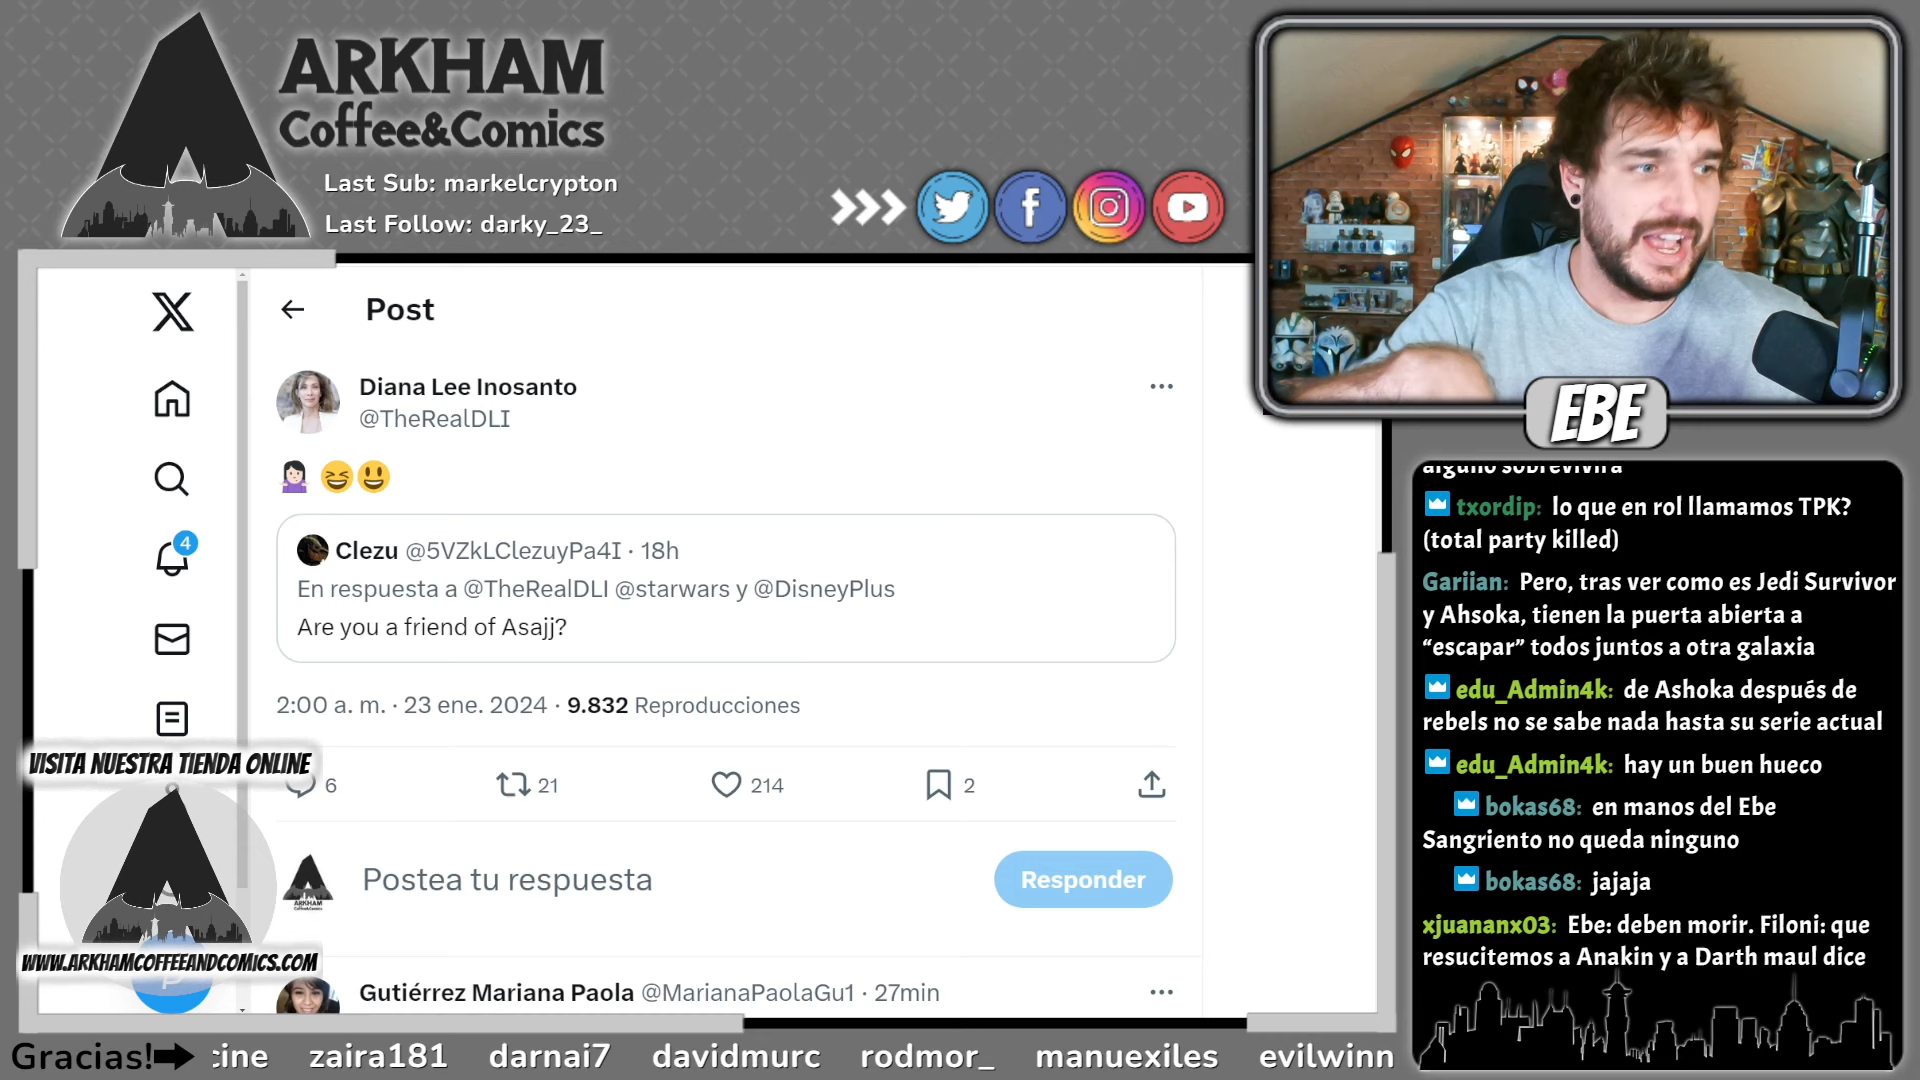 ARKHAM
Coffee&Comics
Last Sub: markelcrypton
Last Follow: darky_23_
Post
Diana Lee Inosanto
@TheRealDLI
Clezu @5VZkLClezuyPa4I · 18h
En respuesta a @TheRealDLI @starwars y @DisneyPlus
Are you a friend of Asajj?
2:00 a. m. · 23 ene. 2024 · 9.832 Reproducciones
6 21 214 2
Postea tu respuesta
Responder
Gutiérrez Mariana Paola @MarianaPaolaGu1 · 27min
4
VISITA NUESTRA TIENDA ONLINE
WWW.ARKHAMCOFFEEANDCOMICS.COM
EBE
alguno sobrevivirá
txordip: lo que en rol llamamos TPK?
(total party killed)
Gariian: Pero, tras ver como es Jedi Survivor
y Ahsoka, tienen la puerta abierta a
“escapar” todos juntos a otra galaxia
edu_Admin4k: de Ashoka después de
rebels no se sabe nada hasta su serie actual
edu_Admin4k: hay un buen hueco
bokas68: en manos del Ebe
Sangriento no queda ninguno
bokas68: jajaja
xjuananx03: Ebe: deben morir. Filoni: que
resucitemos a Anakin y a Darth maul dice
Gracias! cine zaira181 darnai7 davidmurc rodmor_ manuexiles evilwinn